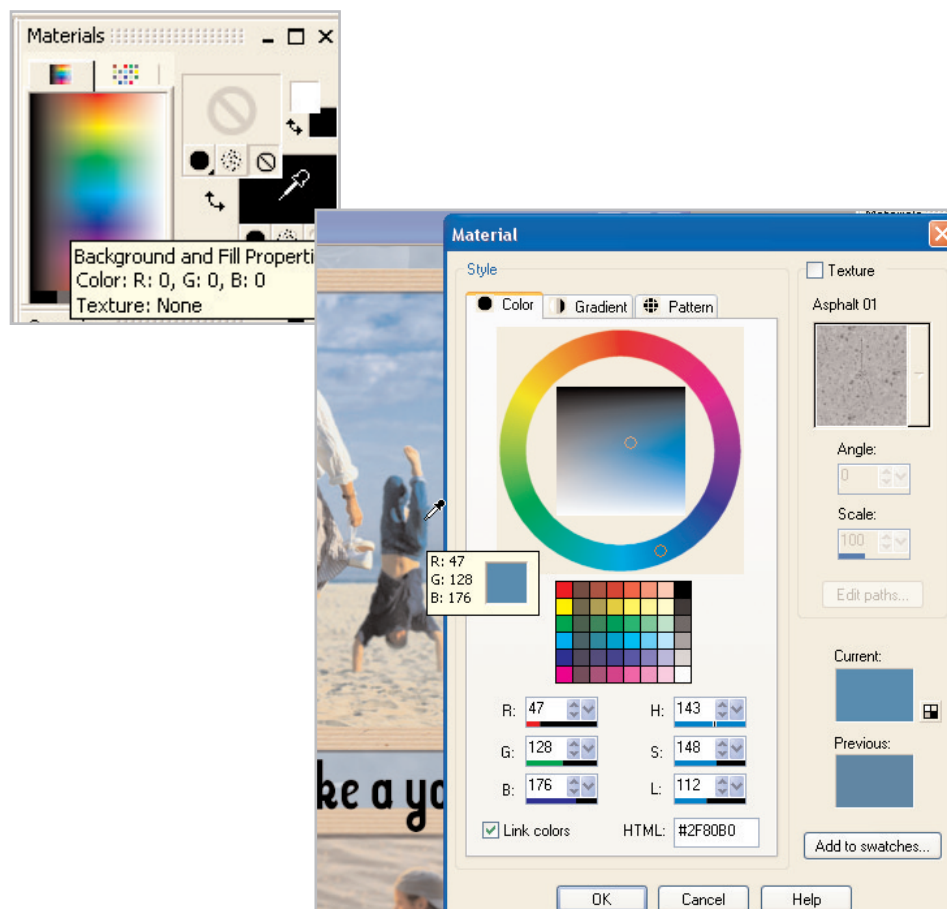 Materials
Background and Fill Properti
Color: R: 0, G: 0, B: 0
Texture: None
Material
Style
Color Gradient Pattern
Texture
Asphalt 01
Angle:
0
Scale:
100
Edit paths...
R: 47
G: 128
B: 176
R: 47 H: 143
G: 128 S: 148
B: 176 L: 112
Link colors HTML: #2F80B0
Current:
Previous:
Add to swatches...
ke a yo
OK Cancel Help